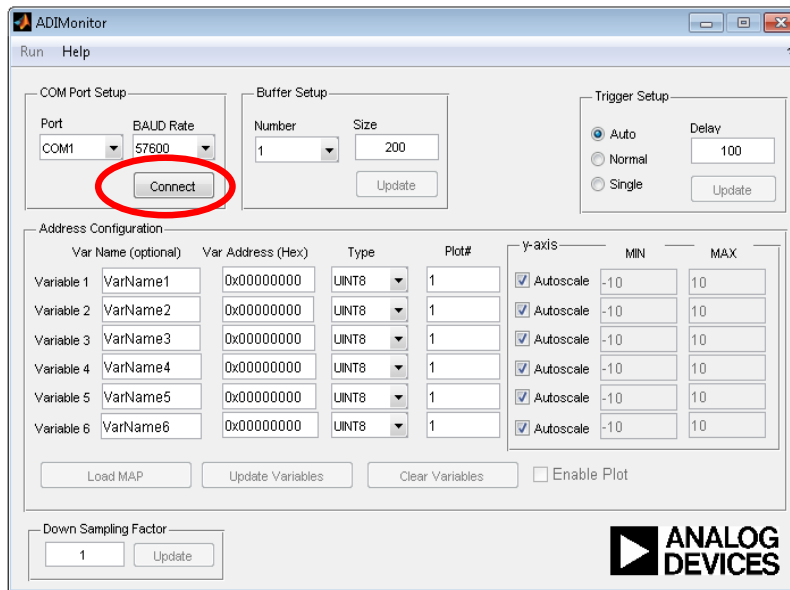 ADIMonitor
Run Help
COM Port Setup
Port BAUD Rate
COM1 57600
Connect
Buffer Setup
Number Size
1 200
Update
Trigger Setup
Auto
Normal
Single
Delay
100
Update
Address Configuration
Var Name (optional) Var Address (Hex) Type Plot#
y-axis MIN MAX
Variable 1 VarName1 0x00000000 UINT8 1 Autoscale -10 10
Variable 2 VarName2 0x00000000 UINT8 1 Autoscale -10 10
Variable 3 VarName3 0x00000000 UINT8 1 Autoscale -10 10
Variable 4 VarName4 0x00000000 UINT8 1 Autoscale -10 10
Variable 5 VarName5 0x00000000 UINT8 1 Autoscale -10 10
Variable 6 VarName6 0x00000000 UINT8 1 Autoscale -10 10
Load MAP Update Variables Clear Variables Enable Plot
Down Sampling Factor
1 Update
ANALOG
DEVICES